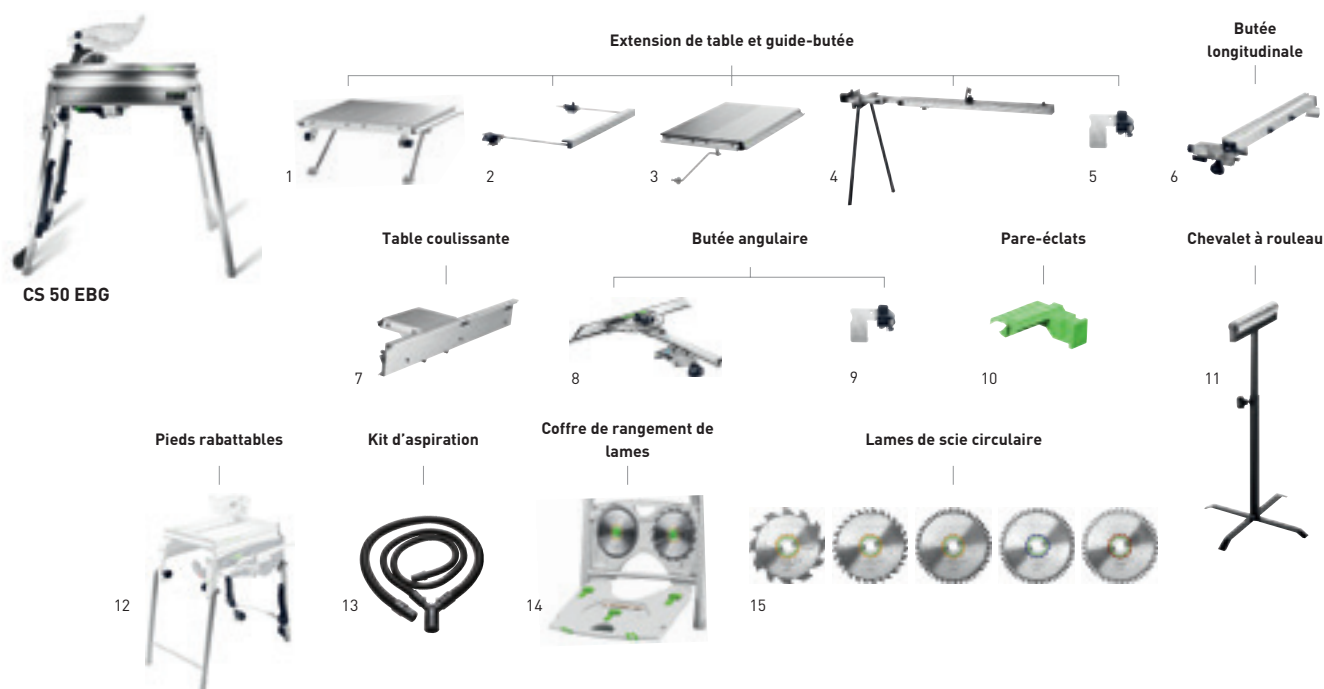 Extension de table et guide-butée
Butée
longitudinale
1
2
3
4
5
6
CS 50 EBG
Table coulissante
Butée angulaire
Pare-éclats
Chevalet à rouleau
7
8
9
10
11
Pieds rabattables
Kit d’aspiration
Coffre de rangement de
lames
Lames de scie circulaire
12
13
14
15